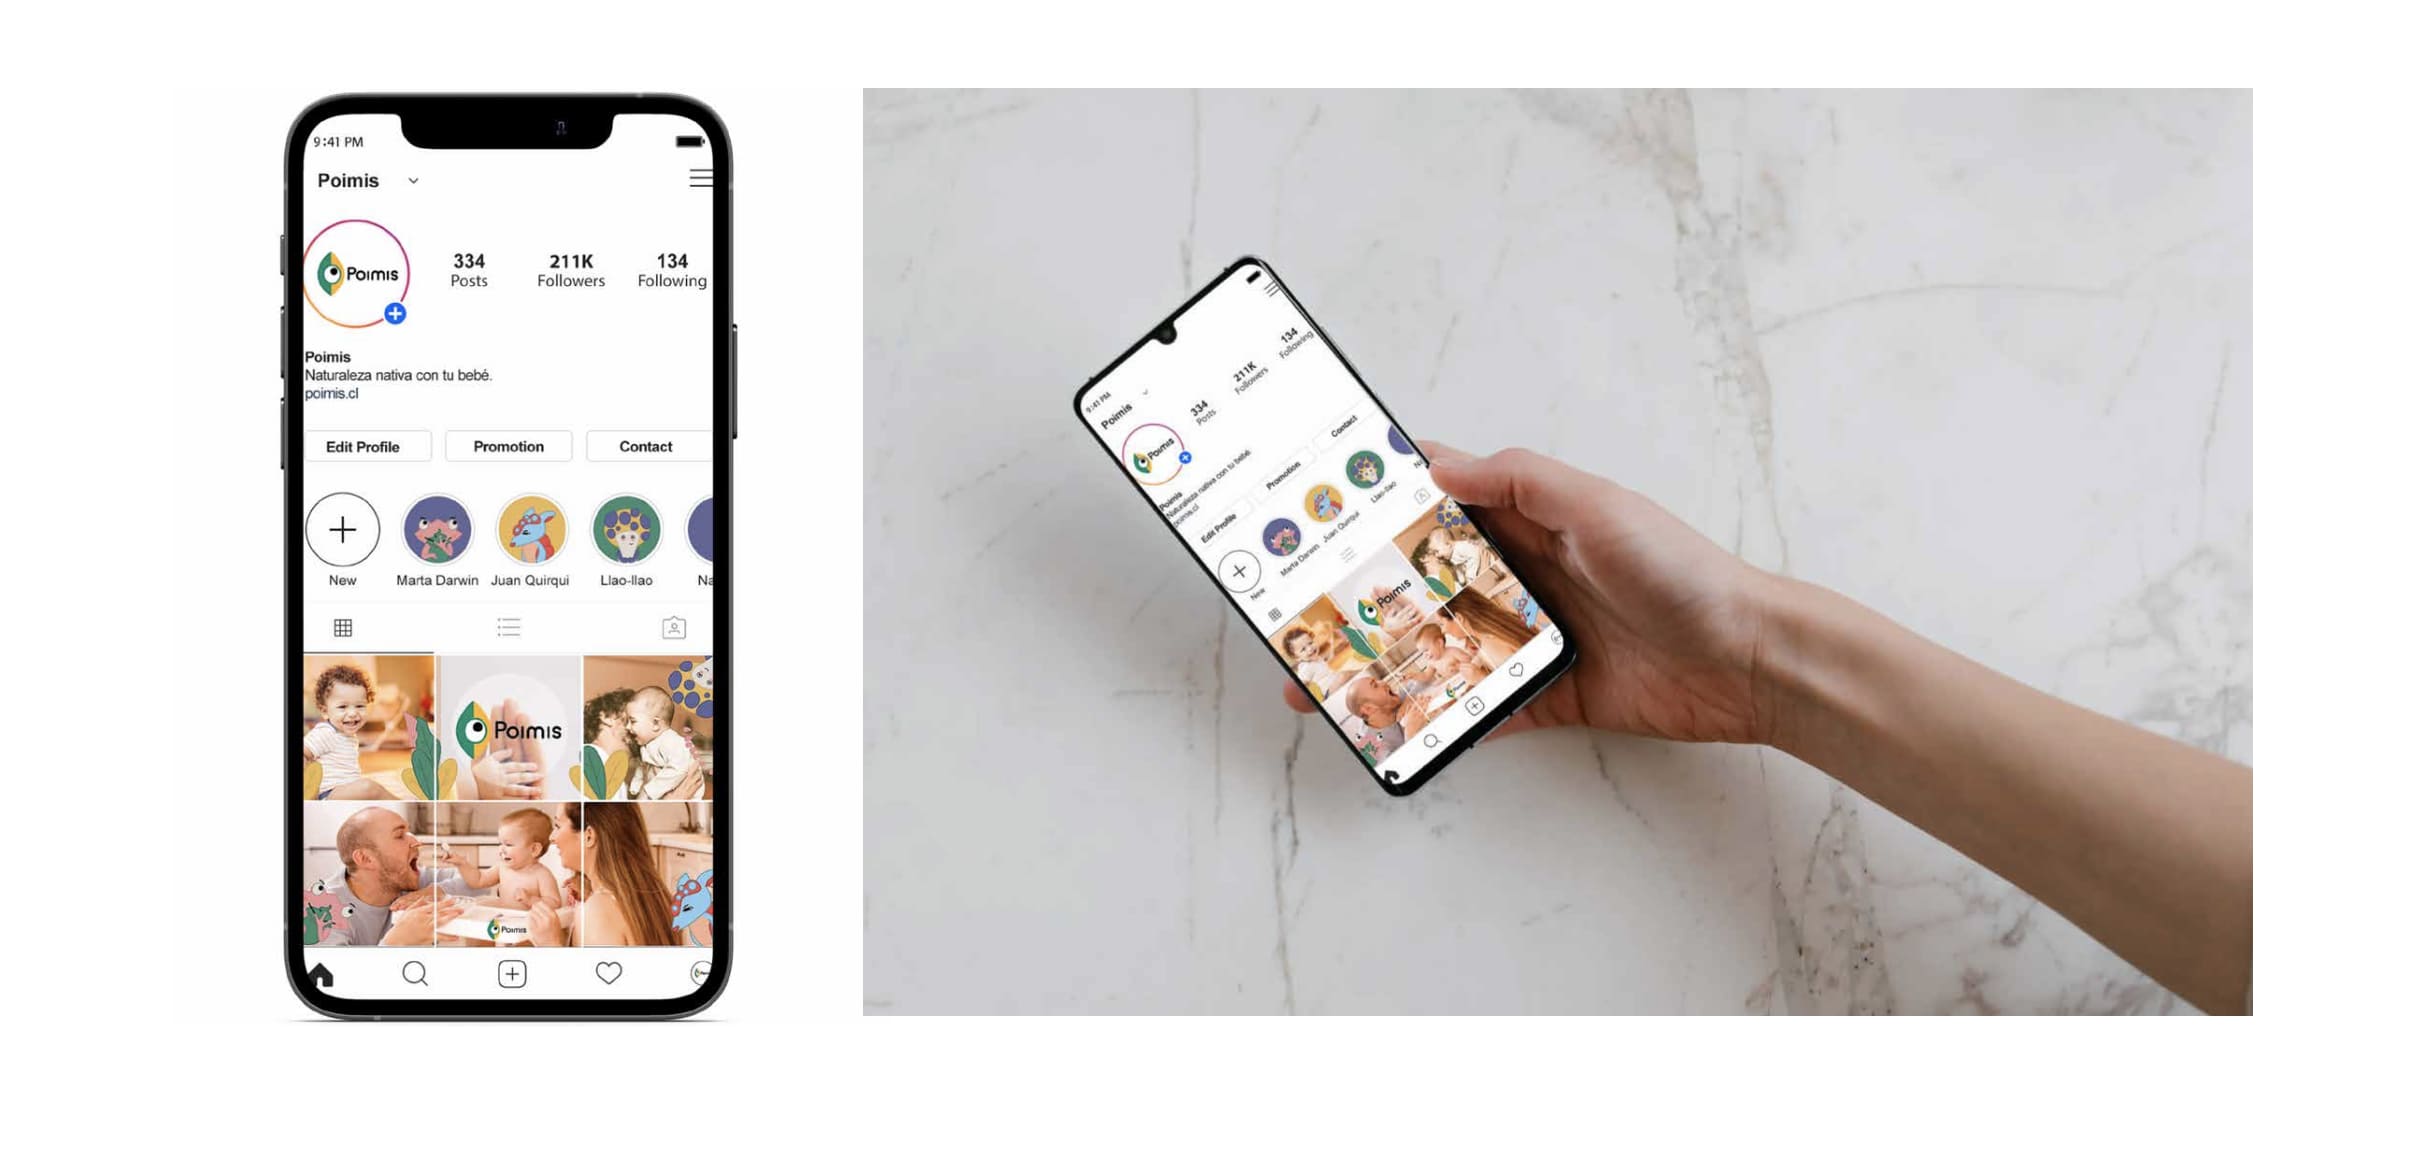 9:41 PM
Poimis
Poimis
334
Posts
211K
Followers
134
Following
Poimis
Naturaleza nativa con tu bebé.
poimis.cl
Edit Profile
Promotion
Contact
New
Marta Darwin
Juan Quirqui
Llao-llao
Na
Poimis
Poimis
9:41 PM
Poimis
Poimis
334
Posts
211K
Followers
134
Following
Poimis
Naturaleza nativa con tu bebé.
poimis.cl
Edit Profile
Promotion
Contact
New
Marta Darwin
Juan Quirqui
Llao-llao
Poimis